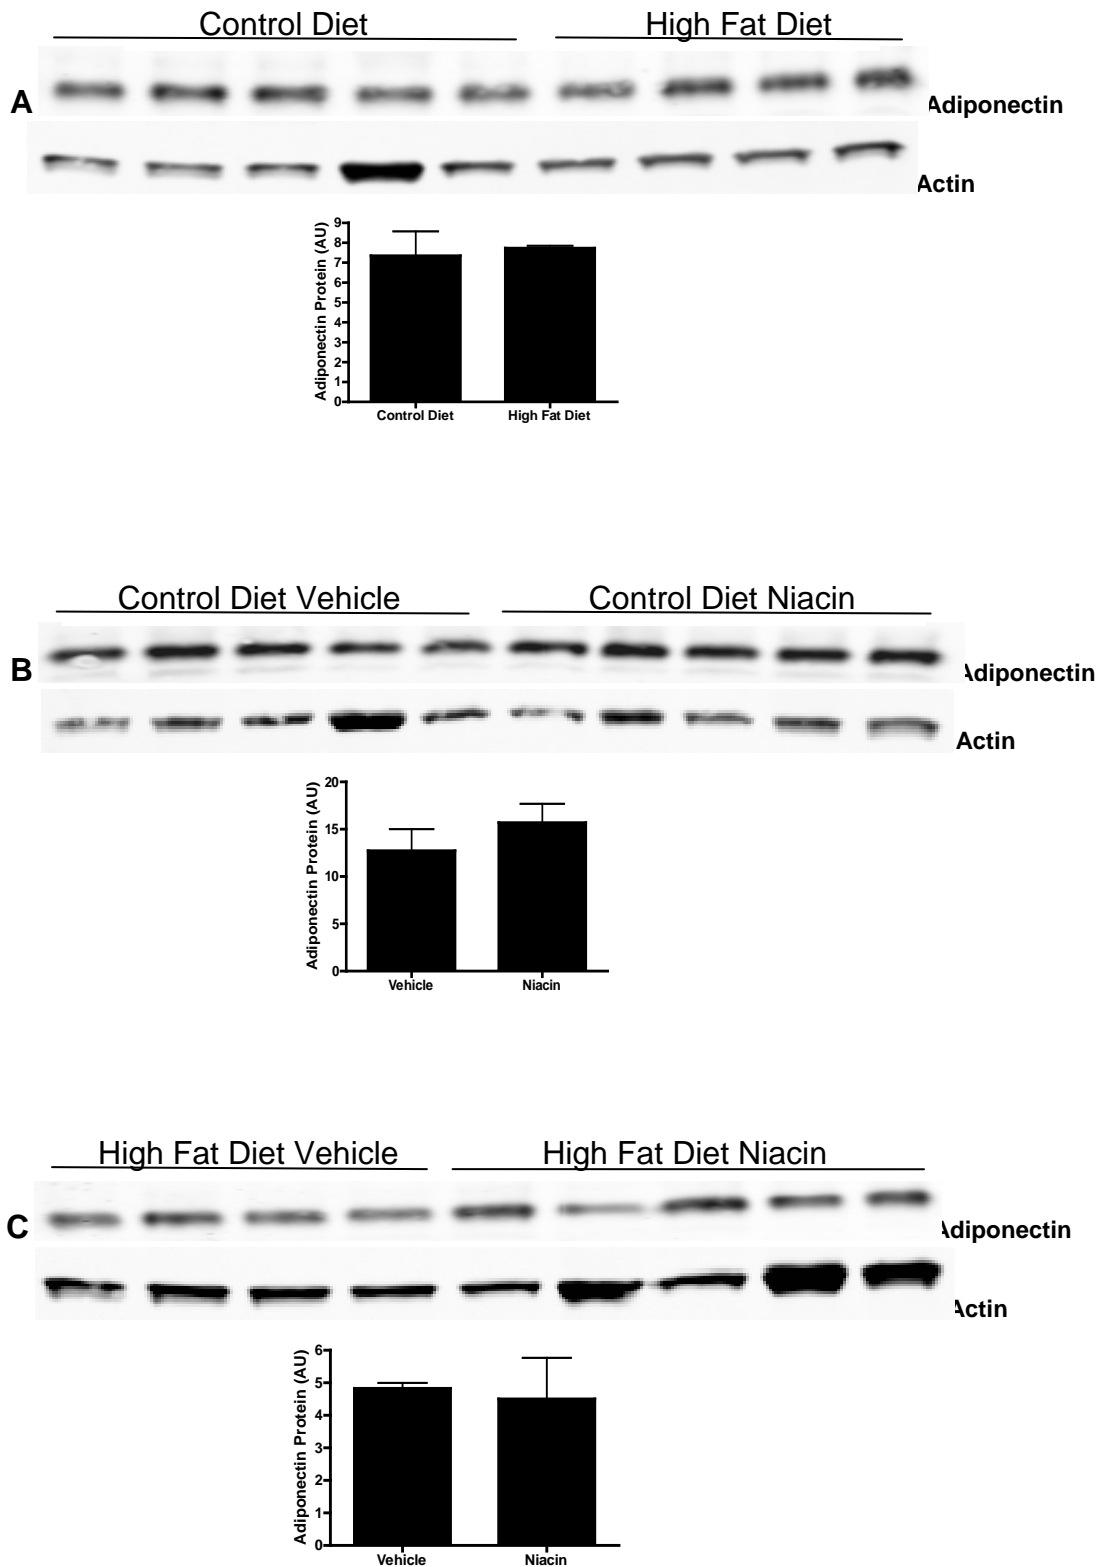 Control Diet High Fat Diet
A
Adiponectin
Actin
Adiponectin Protein (AU)
9
8
7
6
5
4
3
2
1
0
Control Diet High Fat Diet
Control Diet Vehicle Control Diet Niacin
B
Adiponectin
Actin
Adiponectin Protein (AU)
20
15
10
5
0
Vehicle Niacin
High Fat Diet Vehicle High Fat Diet Niacin
C
Adiponectin
Actin
Adiponectin Protein (AU)
6
5
4
3
2
1
0
Vehicle Niacin